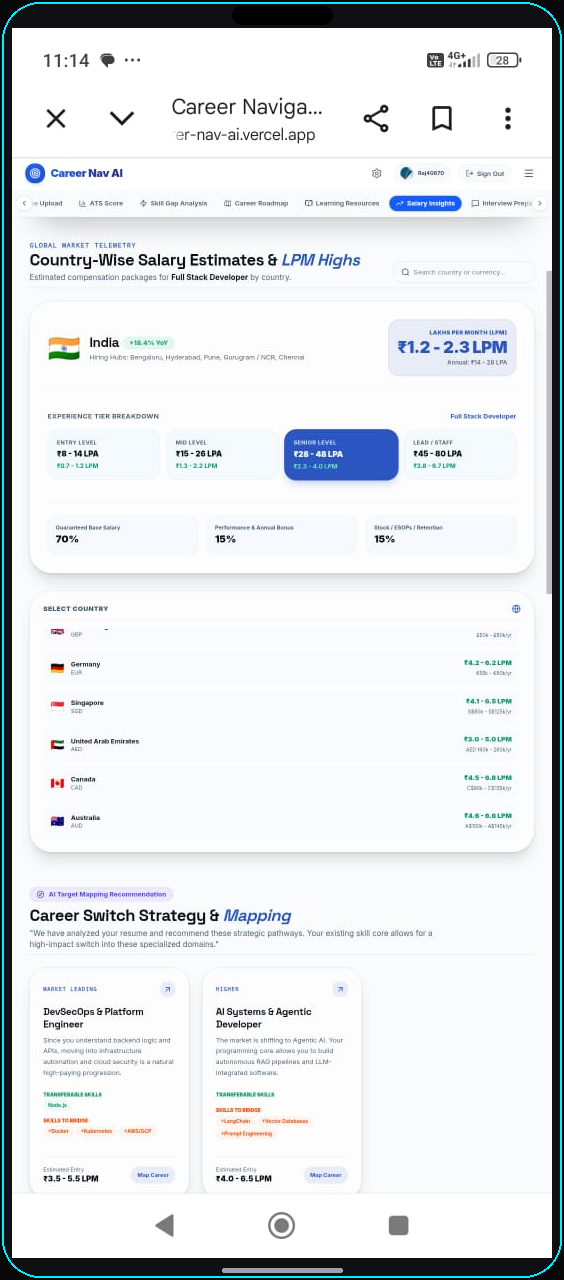 11:14
Vo LTE
4G+
28
Career Naviga...
er-nav-ai.vercel.app
Career Nav AI
Raj40870
Sign Out
Upload
ATS Score
Skill Gap Analysis
Career Roadmap
Learning Resources
Salary Insights
Interview Prep
GLOBAL MARKET TELEMETRY
Country-Wise Salary Estimates & LPM Highs
Estimated compensation packages for Full Stack Developer by country.
Search country or currency...
India
+18.4% YoY
Hiring Hubs: Bengaluru, Hyderabad, Pune, Gurugram / NCR, Chennai
LAKHS PER MONTH (LPM)
₹1.2 - 2.3 LPM
Annual: ₹14 - 28 LPA
EXPERIENCE TIER BREAKDOWN
Full Stack Developer
ENTRY LEVEL
₹8 - 14 LPA
₹0.7 - 1.2 LPM
MID LEVEL
₹15 - 26 LPA
₹1.3 - 2.2 LPM
SENIOR LEVEL
₹28 - 48 LPA
₹2.3 - 4.0 LPM
LEAD / STAFF
₹45 - 80 LPA
₹3.8 - 6.7 LPM
Guaranteed Base Salary
70%
Performance & Annual Bonus
15%
Stock / ESOPs / Retention
15%
SELECT COUNTRY
GBP
Germany
EUR
₹4.2 - 6.2 LPM
Singapore
SGD
₹4.1 - 6.5 LPM
United Arab Emirates
AED
₹3.0 - 5.0 LPM
Canada
CAD
₹4.5 - 6.8 LPM
Australia
AUD
₹4.6 - 6.8 LPM
AI Target Mapping Recommendation
Career Switch Strategy & Mapping
"We have analyzed your resume and recommend these strategic pathways. Your existing skill core allows for a
high-impact switch into these specialized domains."
MARKET LEADING
DevSecOps & Platform
Engineer
Since you understand backend logic and
APIs, moving into infrastructure
automation and cloud security is a natural
high-paying progression.
TRANSFERABLE SKILLS
Node.js
SKILLS TO BRIDGE
+Docker
+Kubernetes
+AWS/GCP
Estimated Entry
₹3.5 - 5.5 LPM
Map Career
HIGHER
AI Systems & Agentic
Developer
The market is shifting to Agentic AI. Your
programming core allows you to build
autonomous RAG pipelines and LLM-
integrated software.
TRANSFERABLE SKILLS
SKILLS TO BRIDGE
+LangChain
+Vector Databases
+Prompt Engineering
Estimated Entry
₹4.0 - 6.5 LPM
Map Career